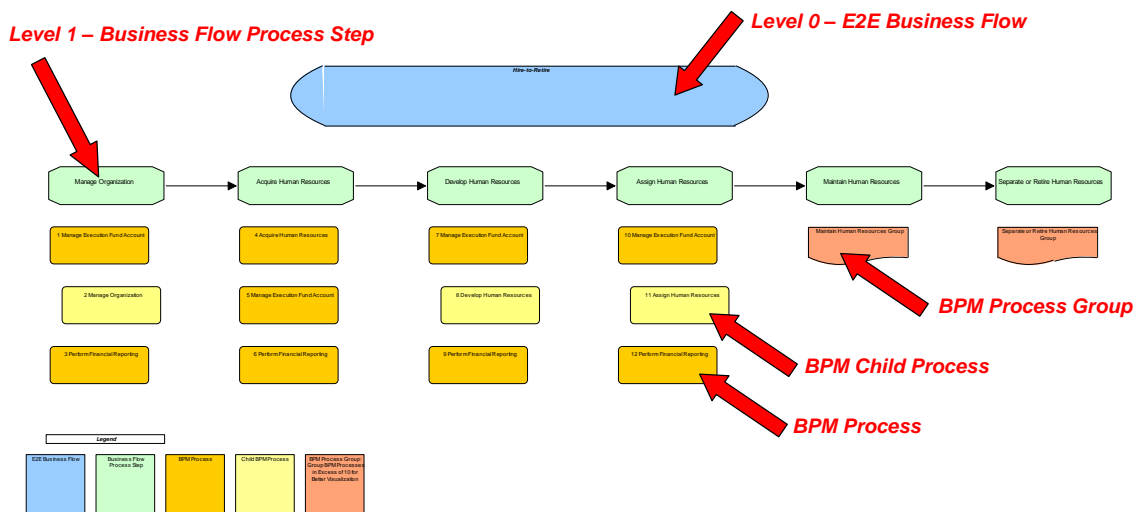 Level 1 – Business Flow Process Step
Level 0 – E2E Business Flow
Hire-to-Retire
Manage Organization
Acquire Human Resources
Develop Human Resources
Assign Human Resources
Maintain Human Resources
Separate or Retire Human Resources
1 Manage Execution Fund Account
4 Acquire Human Resources
7 Manage Execution Fund Account
10 Manage Execution Fund Account
Maintain Human Resources Group
Separate or Retire Human Resources
Group
2 Manage Organization
5 Manage Execution Fund Account
8 Develop Human Resources
11 Assign Human Resources
BPM Process Group
3 Perform Financial Reporting
6 Perform Financial Reporting
9 Perform Financial Reporting
12 Perform Financial Reporting
BPM Child Process
BPM Process
Legend
E2E Business Flow
Business Flow
Process Step
BPM Process
Child BPM Process
BPM Process Group:
Group BPM Processes
in Excess of 10 for
Better Visualization